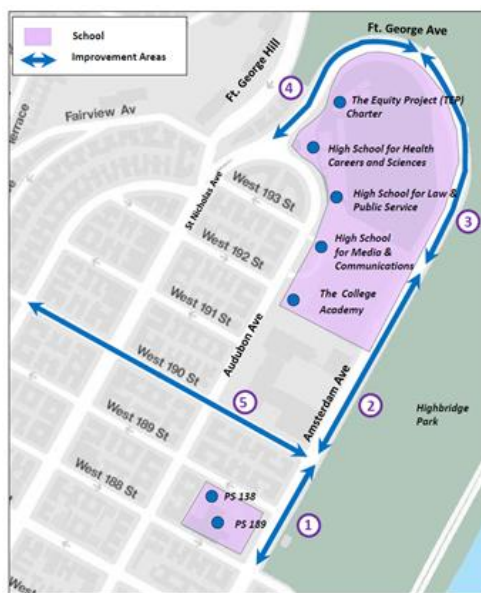 School
Improvement Areas
Ft. George Ave
Ft. George Hill
4
The Equity Project (TEP)
Charter
Fairview Av
Terrace
High School for Health
Careers and Sciences
St Nicholas Ave
West 193 St
High School for Law &
Public Service
3
West 192 St
High School
for Media &
Communications
West 191 St
The College
Academy
Audubon Ave
West 190 St
Amsterdam Ave
5
2
Highbridge
Park
West 189 St
West 188 St
PS 138
PS 189
1